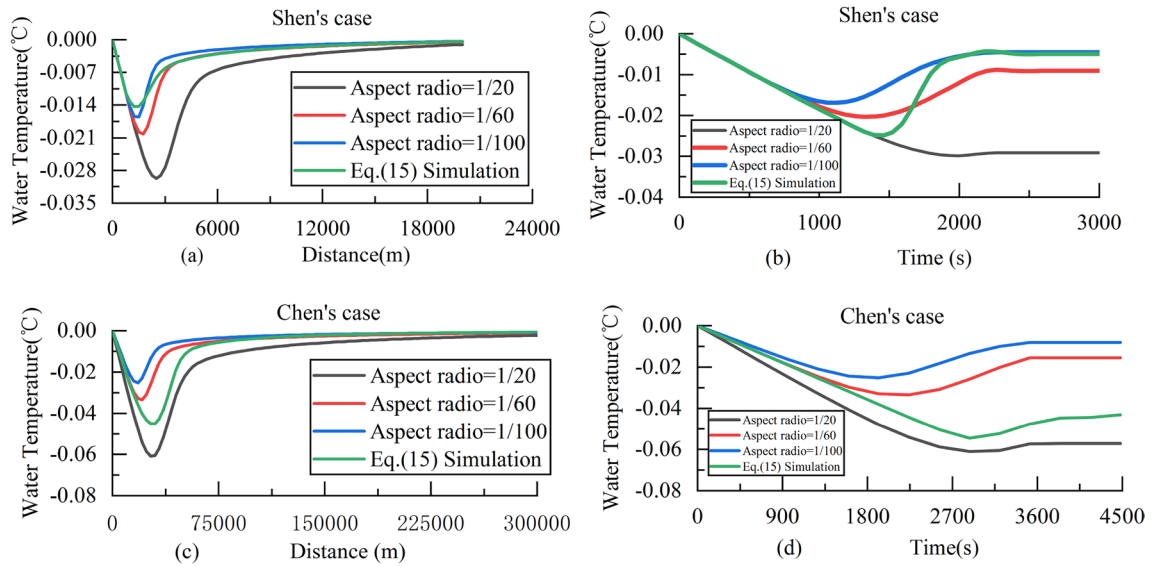 Shen's case
Water Temperature(℃)
0.000
-0.007
-0.014
-0.021
-0.028
-0.035
Aspect radio=1/20
Aspect radio=1/60
Aspect radio=1/100
Eq.(15) Simulation
0 6000 12000 18000 24000
(a) Distance(m)
Shen's case
Water Temperature(℃)
0.00
-0.01
-0.02
-0.03
-0.04
Aspect radio=1/20
Aspect radio=1/60
Aspect radio=1/100
Eq.(15) Simulation
0 1000 2000 3000
(b) Time (s)
Chen's case
Water Temperature(℃)
0.00
-0.02
-0.04
-0.06
-0.08
Aspect radio=1/20
Aspect radio=1/60
Aspect radio=1/100
Eq.(15) Simulation
0 75000 150000 225000 300000
(c) Distance (m)
Chen's case
Water Temperature(℃)
0.00
-0.02
-0.04
-0.06
-0.08
Aspect radio=1/20
Aspect radio=1/60
Aspect radio=1/100
Eq.(15) Simulation
0 900 1800 2700 3600 4500
(d) Time(s)